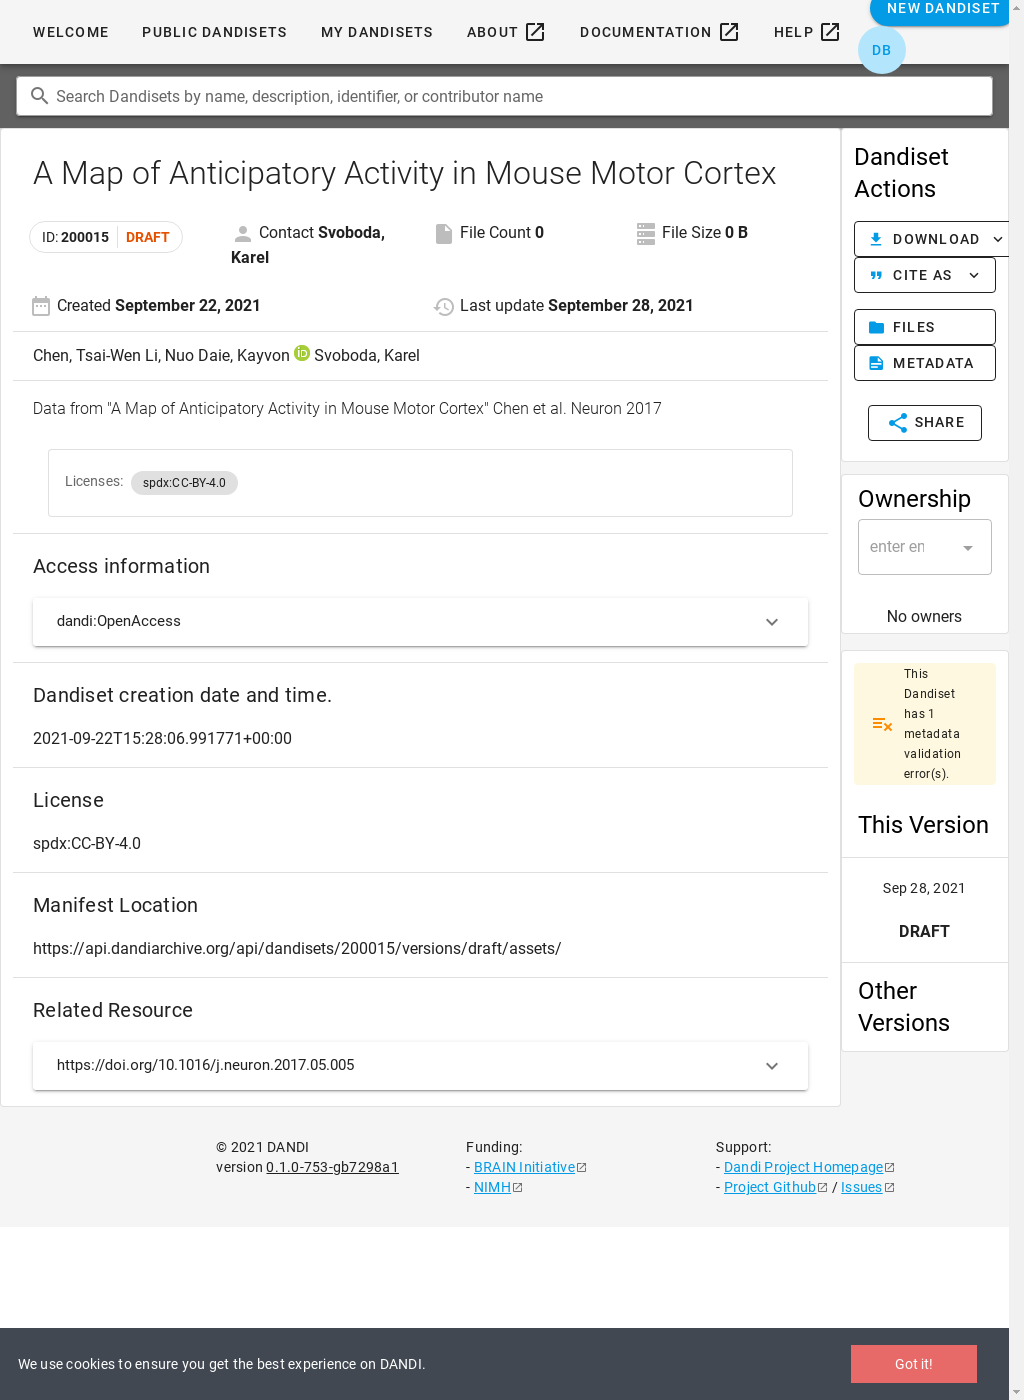 WELCOME
PUBLIC DANDISETS
MY DANDISETS
ABOUT
DOCUMENTATION
HELP
NEW DANDISET
DB
Search Dandisets by name, description, identifier, or contributor name
A Map of Anticipatory Activity in Mouse Motor Cortex
ID: 200015 DRAFT
Contact Svoboda,
Karel
File Count 0
File Size 0 B
Created September 22, 2021
Last update September 28, 2021
Chen, Tsai-Wen Li, Nuo Daie, Kayvon iD Svoboda, Karel
Data from "A Map of Anticipatory Activity in Mouse Motor Cortex" Chen et al. Neuron 2017
Licenses: spdx:CC-BY-4.0
Access information
dandi:OpenAccess
Dandiset creation date and time.
2021-09-22T15:28:06.991771+00:00
License
spdx:CC-BY-4.0
Manifest Location
https://api.dandiarchive.org/api/dandisets/200015/versions/draft/assets/
Related Resource
https://doi.org/10.1016/j.neuron.2017.05.005
Dandiset
Actions
DOWNLOAD
CITE AS
FILES
METADATA
SHARE
Ownership
enter en
No owners
This
Dandiset
has 1
metadata
validation
error(s).
This Version
Sep 28, 2021
DRAFT
Other
Versions
© 2021 DANDI
version 0.1.0-753-gb7298a1
Funding:
- BRAIN Initiative
- NIMH
Support:
- Dandi Project Homepage
- Project Github / Issues
We use cookies to ensure you get the best experience on DANDI.
Got it!